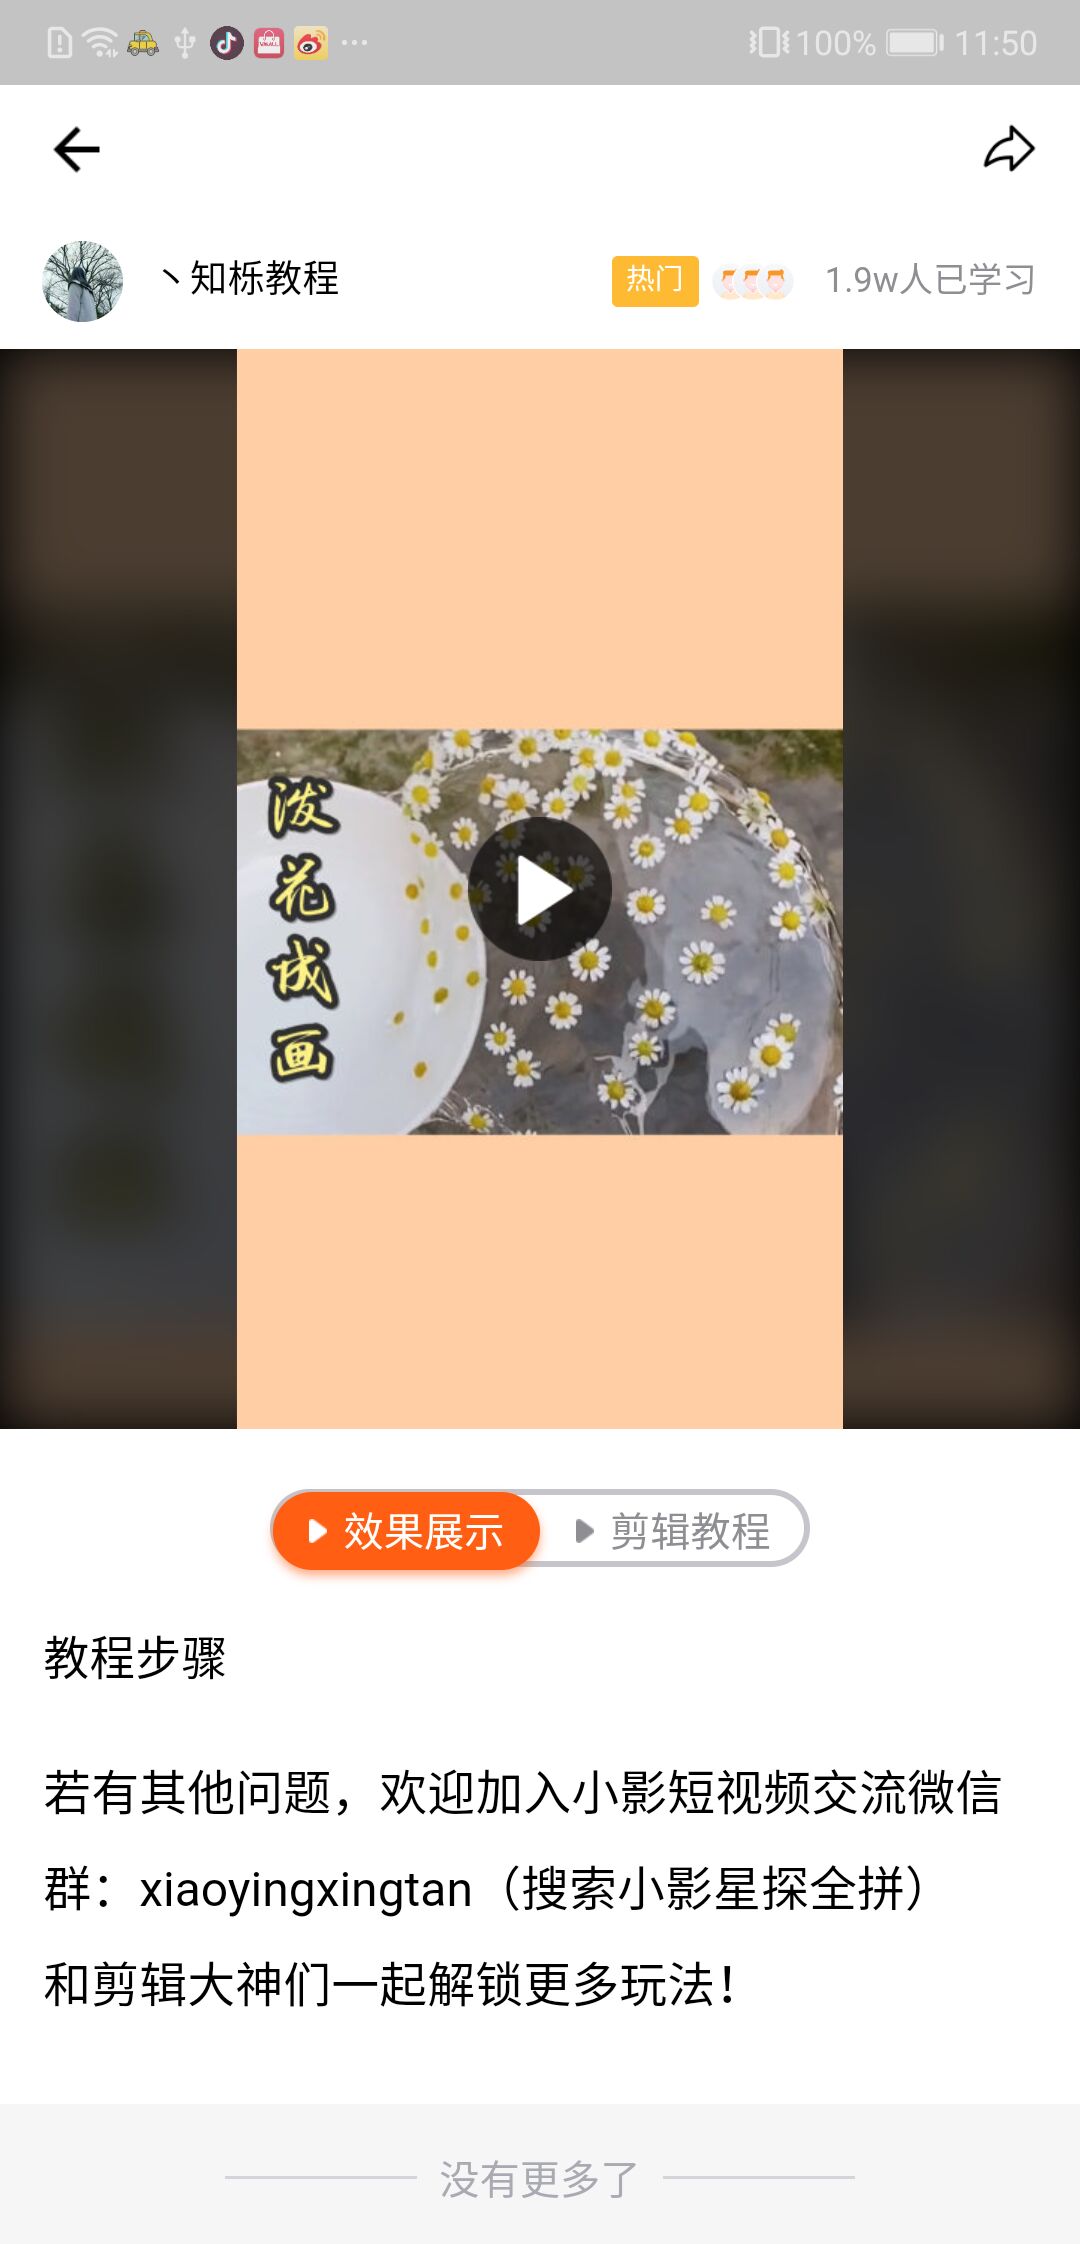 100% 11:50
丶知栎教程 热门 1.9w人已学习
泼花成画
效果展示 剪辑教程
教程步骤
若有其他问题，欢迎加入小影短视频交流微信
群：xiaoyingxingtan（搜索小影星探全拼）
和剪辑大神们一起解锁更多玩法！
没有更多了